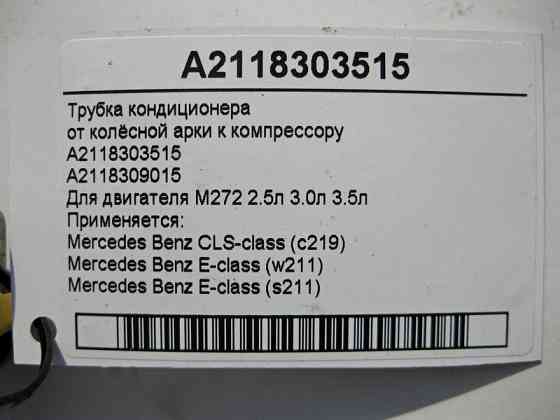 A2118303515
Трубка кондиционера
от колёсной арки к компрессору
A2118303515
A2118309015
Для двигателя М272 2.5л 3.0л 3.5л
Применяется:
Mercedes Benz CLS-class (c219)
Mercedes Benz E-class (w211)
Mercedes Benz E-class (s211)